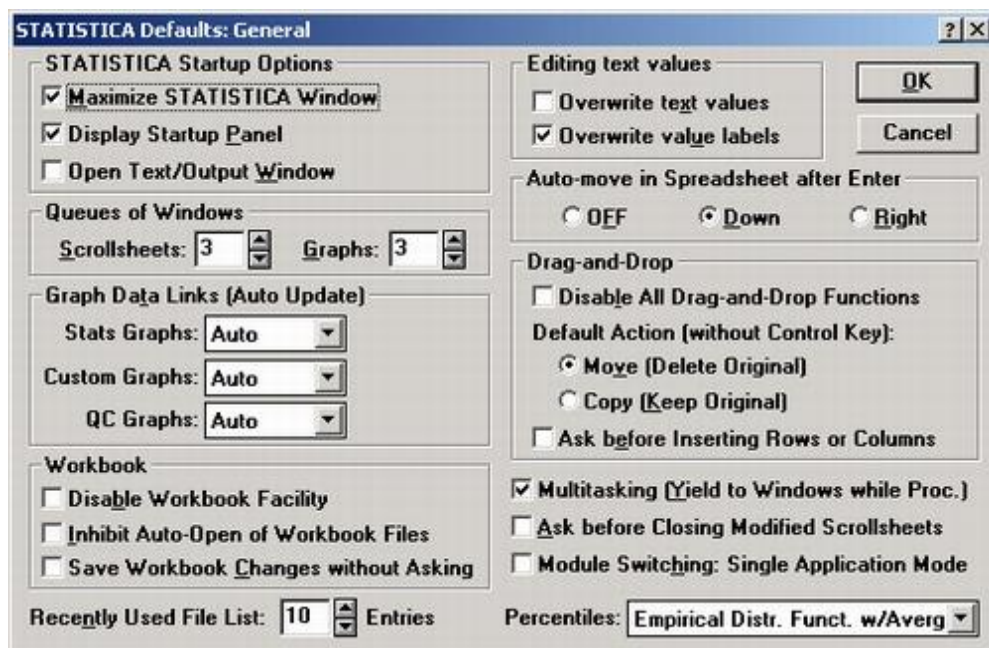 STATISTICA Defaults: General
STATISTICA Startup Options
Maximize STATISTICA Window
Display Startup Panel
Open Text/Output Window
Queues of Windows
Scrollsheets: 3 Graphs: 3
Graph Data Links (Auto Update)
Stats Graphs: Auto
Custom Graphs: Auto
QC Graphs: Auto
Workbook
Disable Workbook Facility
Inhibit Auto-Open of Workbook Files
Save Workbook Changes without Asking
Recently Used File List: 10 Entries
Editing text values
Overwrite text values
Overwrite value labels
OK
Cancel
Auto-move in Spreadsheet after Enter
OFF Down Right
Drag-and-Drop
Disable All Drag-and-Drop Functions
Default Action (without Control Key):
Move (Delete Original)
Copy (Keep Original)
Ask before Inserting Rows or Columns
Multitasking (Yield to Windows while Proc.)
Ask before Closing Modified Scrollsheets
Module Switching: Single Application Mode
Percentiles: Empirical Distr. Funct. w/Averg